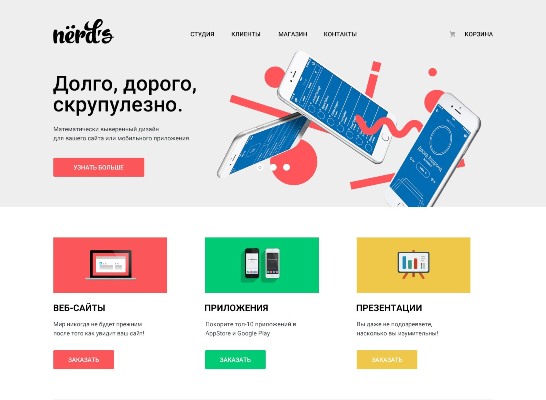 nërd's
СТУДИЯ КЛИЕНТЫ МАГАЗИН КОНТАКТЫ КОРЗИНА
Долго, дорого,
скрупулезно.
Математически выверенный дизайн
для вашего сайта или мобильного приложения
УЗНАТЬ БОЛЬШЕ
ВЕБ-САЙТЫ ПРИЛОЖЕНИЯ ПРЕЗЕНТАЦИИ
Мир никогда не будет прежним Покорите топ-10 приложений в Вы даже не подозреваете,
после того как увидит ваш сайт! AppStore и Google Play насколько вы изумительны!
ЗАКАЗАТЬ ЗАКАЗАТЬ ЗАКАЗАТЬ